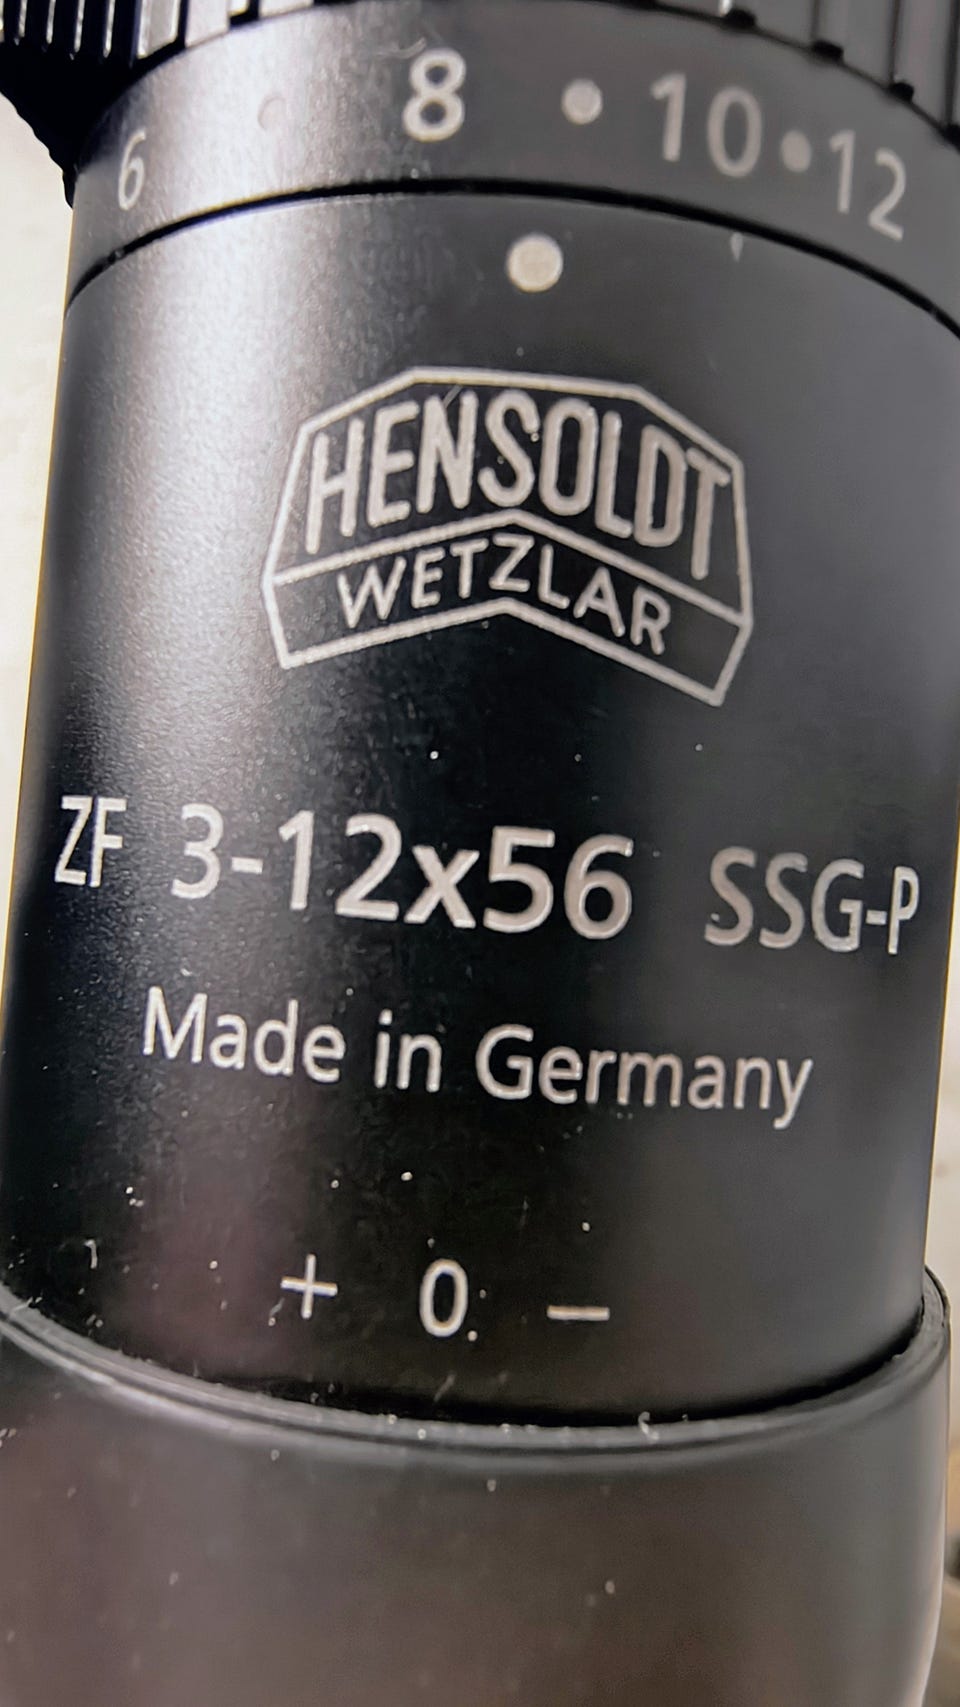 6 8 • 10 • 12
HENSOLDT
WETZLAR
ZF 3-12x56 SSG-P
Made in Germany
+ 0 −